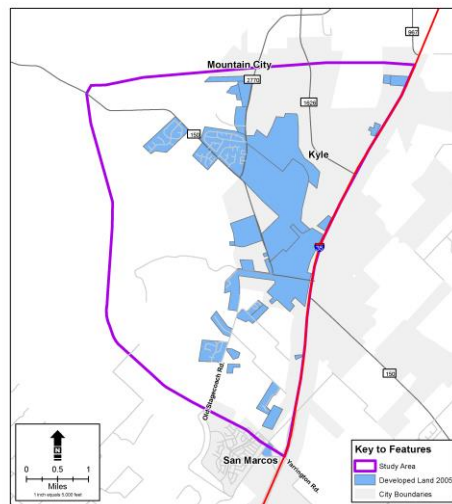 967
Mountain City
2770
1626
150
Kyle
35
150
Old Stagecoach Rd.
San Marcos
Yarrington Rd.
N
0 0.5 1
Miles
1 inch equals 5,000 feet
Key to Features
Study Area
Developed Land 2005
City Boundaries